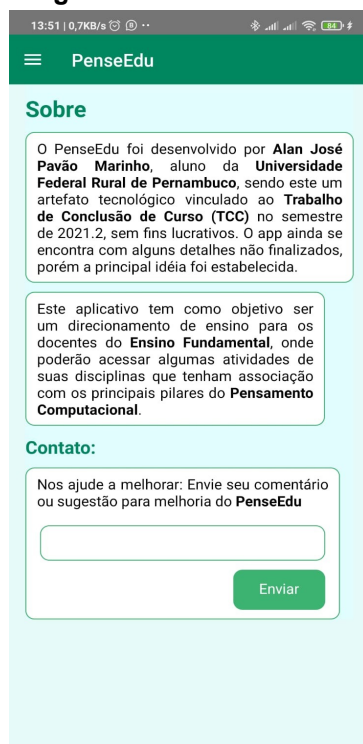 13:51 | 0,7KB/s
84
PenseEdu
Sobre
O PenseEdu foi desenvolvido por Alan José
Pavão Marinho, aluno da Universidade
Federal Rural de Pernambuco, sendo este um
artefato tecnológico vinculado ao Trabalho
de Conclusão de Curso (TCC) no semestre
de 2021.2, sem fins lucrativos. O app ainda se
encontra com alguns detalhes não finalizados,
porém a principal idéia foi estabelecida.
Este aplicativo tem como objetivo ser
um direcionamento de ensino para os
docentes do Ensino Fundamental, onde
poderão acessar algumas atividades de
suas disciplinas que tenham associação
com os principais pilares do Pensamento
Computacional.
Contato:
Nos ajude a melhorar: Envie seu comentário
ou sugestão para melhoria do PenseEdu
Enviar